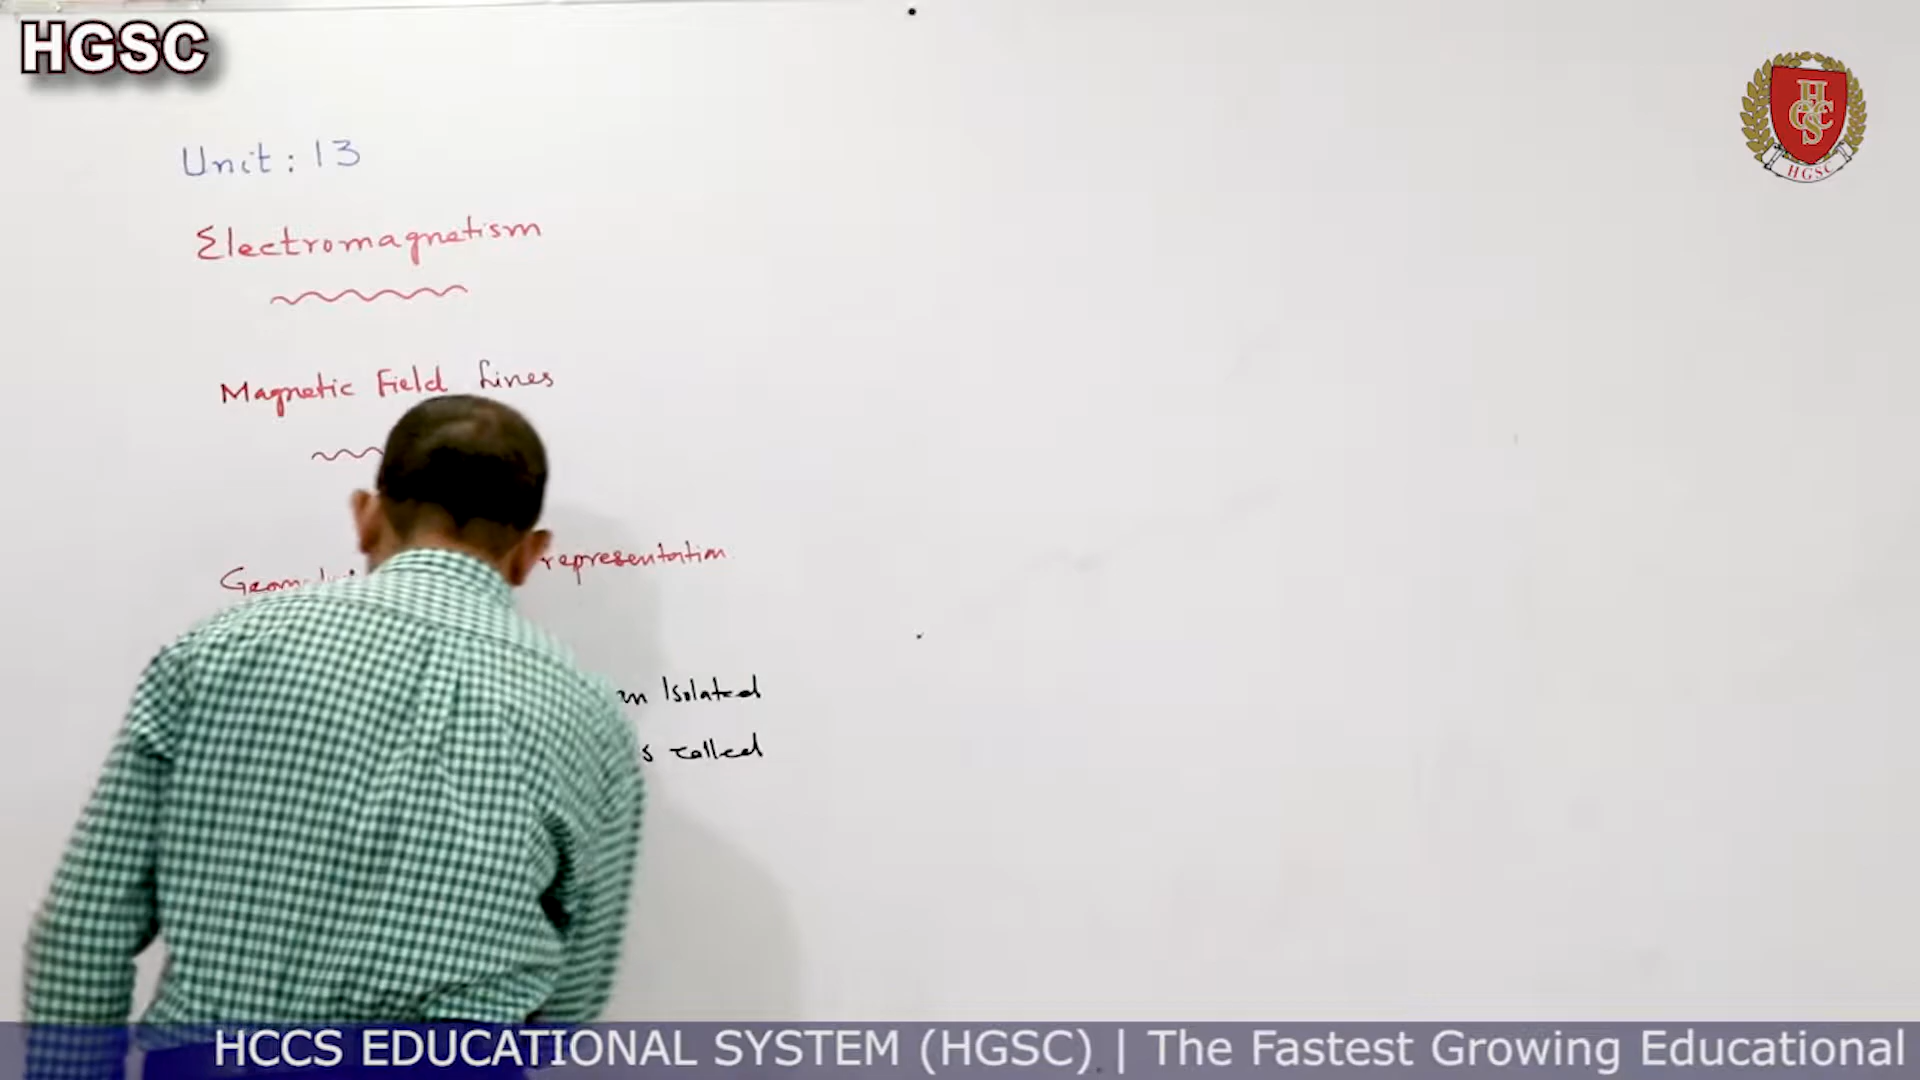 HGSC
HGSC
Unit : 13
Electromagnetism
Magnetic Field Lines
representation
an Isolated
called
HCCS EDUCATIONAL SYSTEM (HGSC) | The Fastest Growing Educational